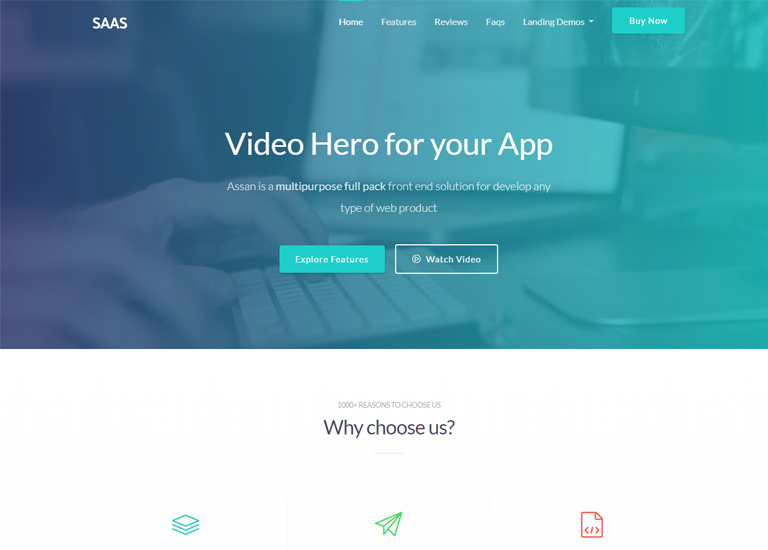 SAAS
Home Features Reviews Faqs Landing Demos Buy Now
Video Hero for your App
Assan is a multipurpose full pack front end solution for develop any
type of web product
Explore Features Watch Video
1000+ REASONS TO CHOOSE US
Why choose us?